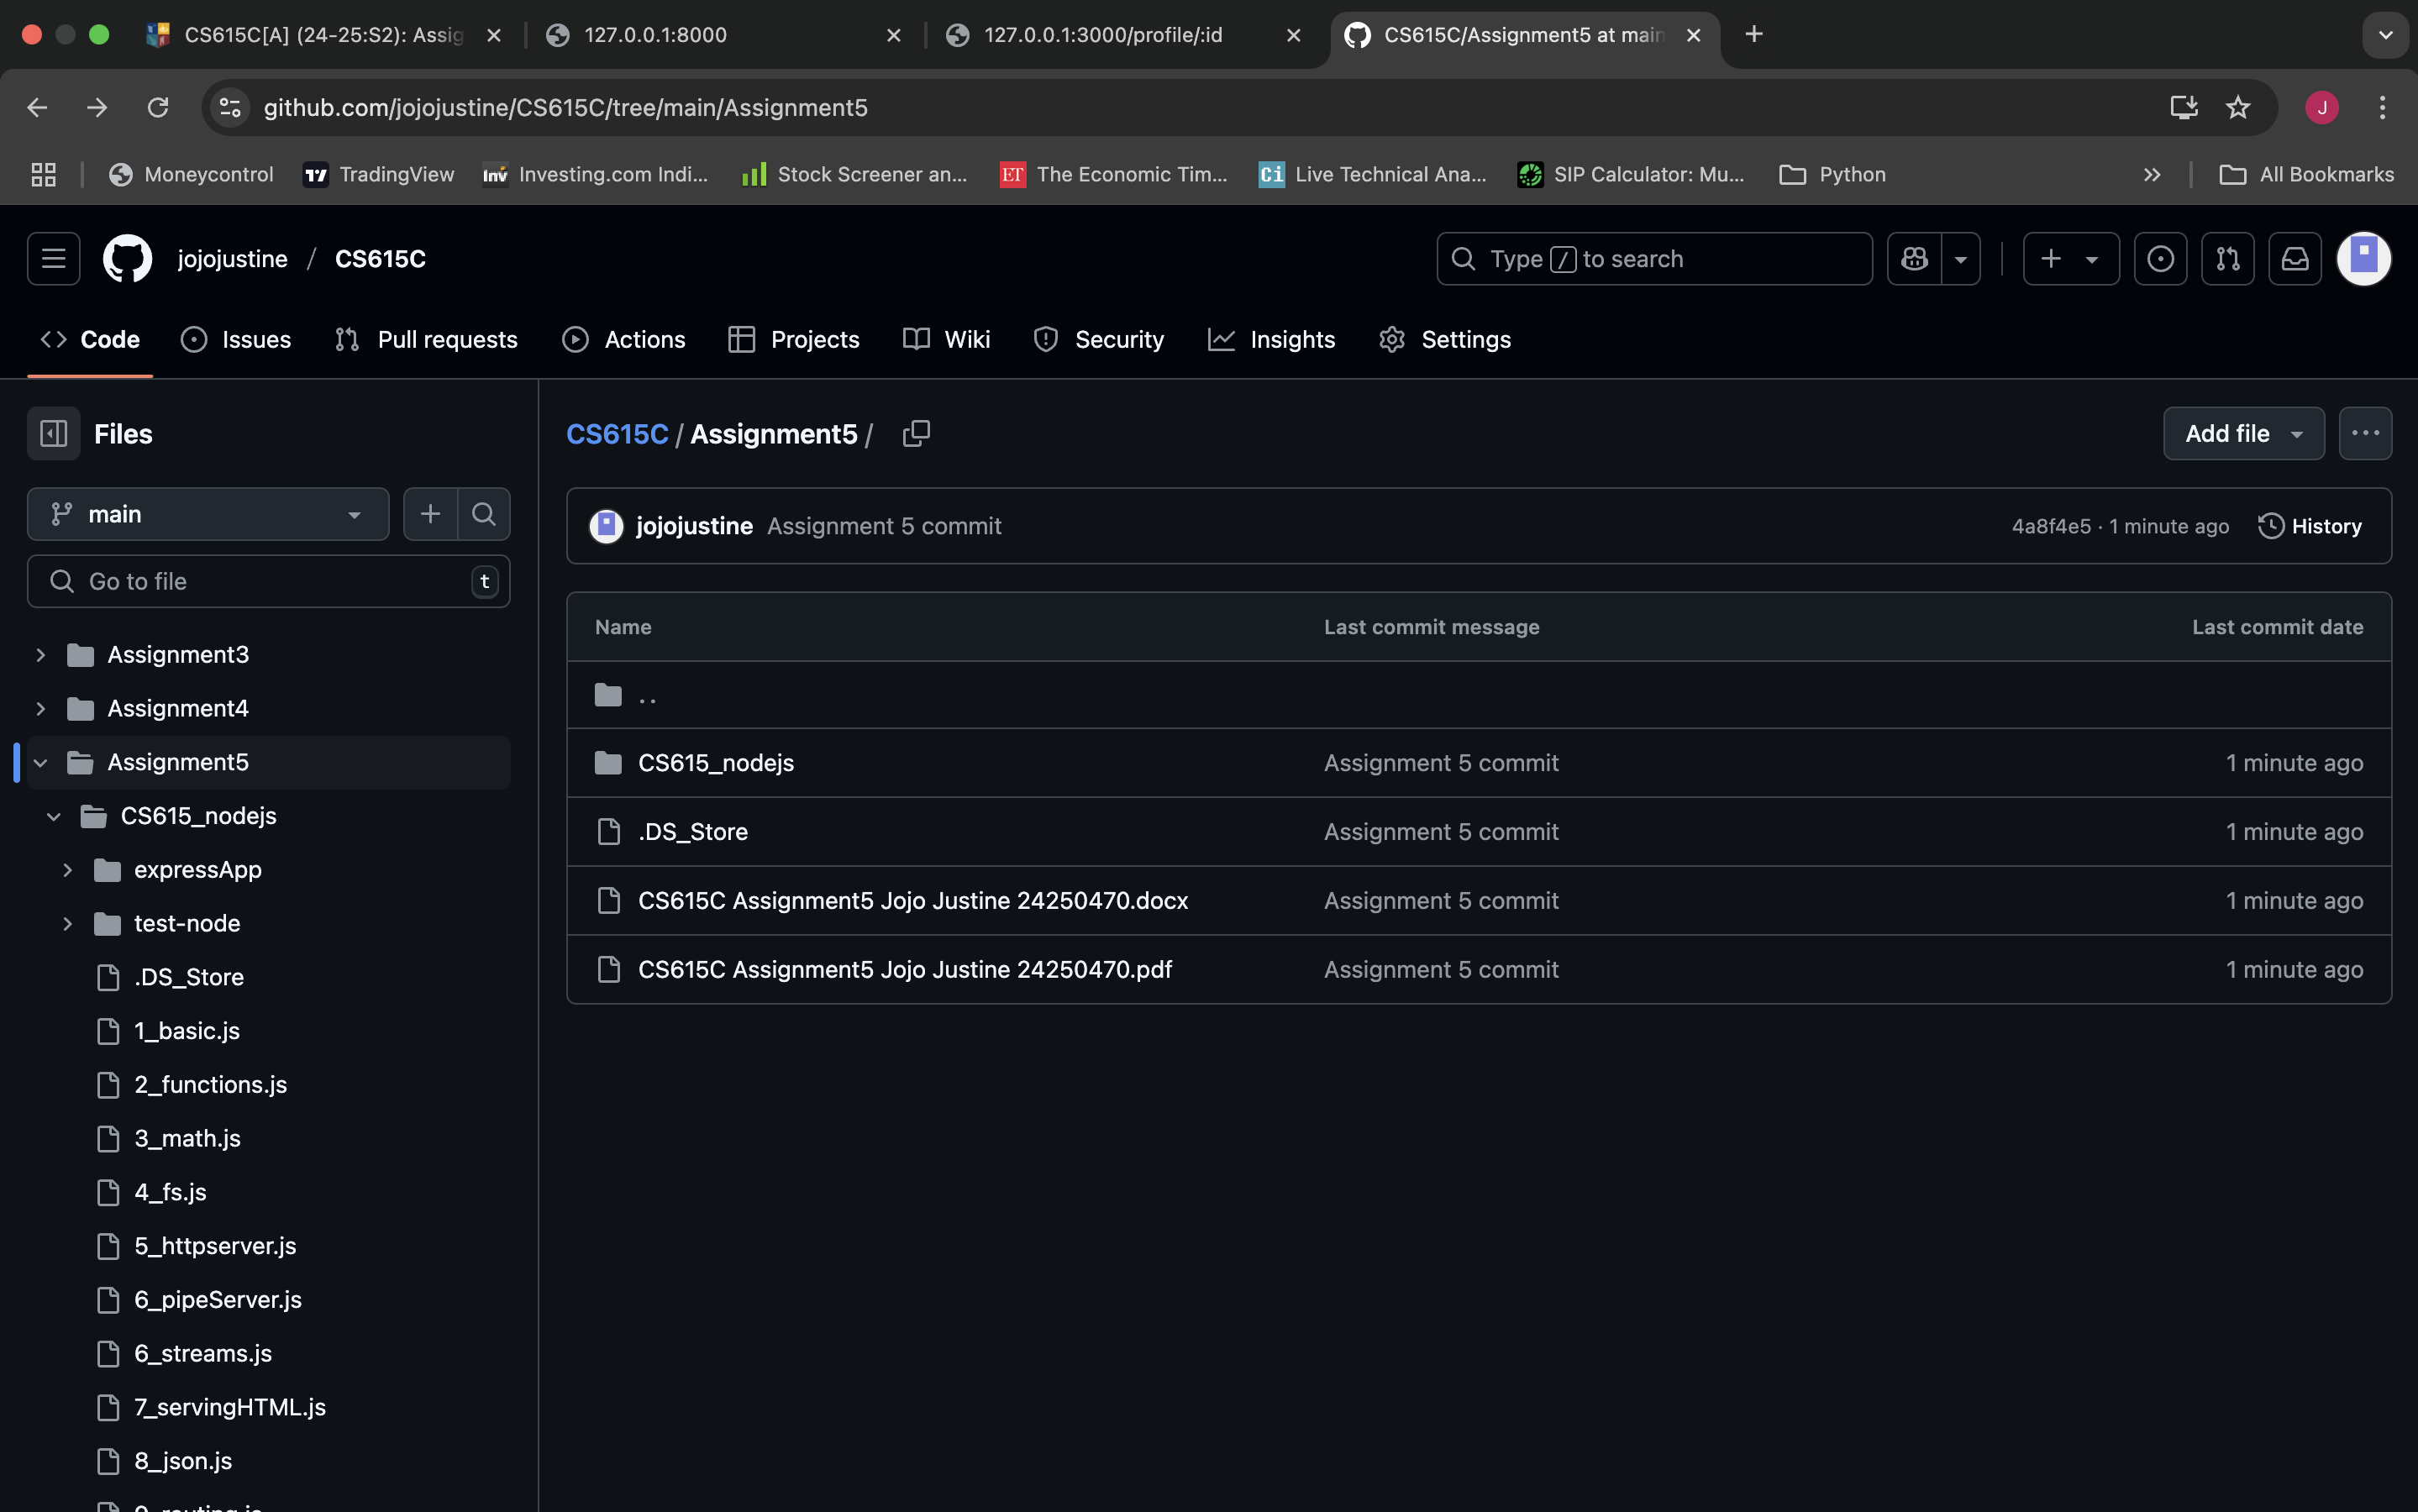 CS615C[A] (24-25:S2): Assig
127.0.0.1:8000
127.0.0.1:3000/profile/:id
CS615C/Assignment5 at main
github.com/jojojustine/CS615C/tree/main/Assignment5
J
Moneycontrol
TradingView
Inv Investing.com Indi...
Stock Screener an...
ET The Economic Tim...
Ci Live Technical Ana...
SIP Calculator: Mu...
Python
All Bookmarks
jojojustine / CS615C
Type / to search
Code
Issues
Pull requests
Actions
Projects
Wiki
Security
Insights
Settings
Files
main
Go to file
t
Assignment3
Assignment4
Assignment5
CS615_nodejs
expressApp
test-node
.DS_Store
1_basic.js
2_functions.js
3_math.js
4_fs.js
5_httpserver.js
6_pipeServer.js
6_streams.js
7_servingHTML.js
8_json.js
CS615C / Assignment5 /
Add file
jojojustine Assignment 5 commit
4a8f4e5 · 1 minute ago
History
Name Last commit message Last commit date
..
CS615_nodejs Assignment 5 commit 1 minute ago
.DS_Store Assignment 5 commit 1 minute ago
CS615C Assignment5 Jojo Justine 24250470.docx Assignment 5 commit 1 minute ago
CS615C Assignment5 Jojo Justine 24250470.pdf Assignment 5 commit 1 minute ago